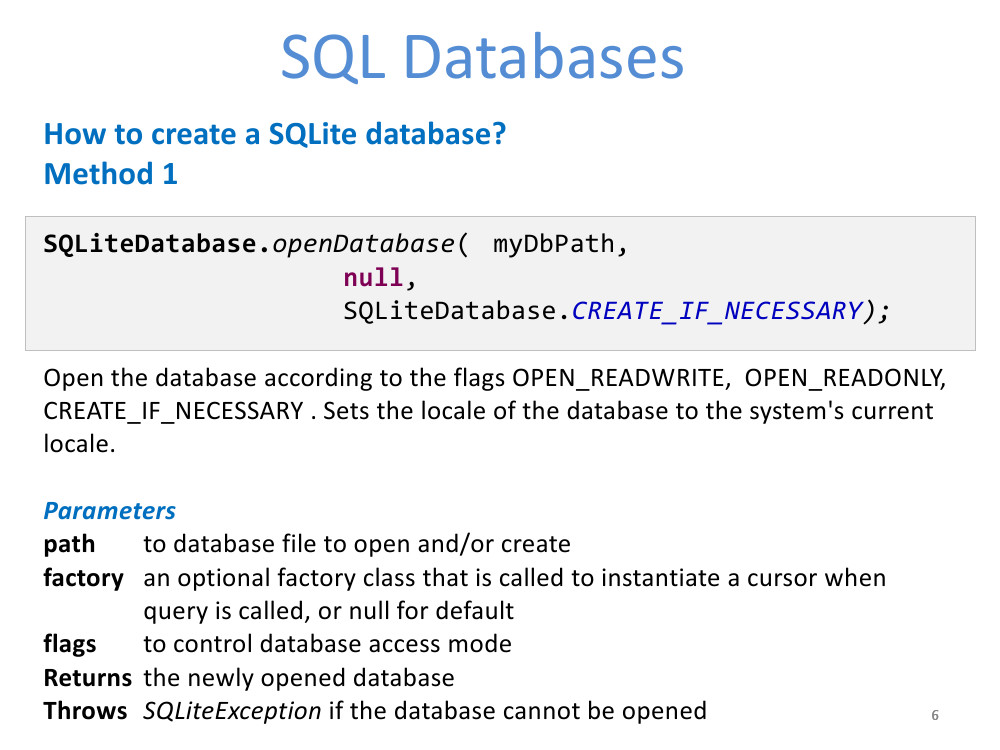 SQL Databases
How to create a SQLite database?
Method 1
SQLiteDatabase.openDatabase( myDbPath,
null,
SQLiteDatabase.CREATE_IF_NECESSARY);
Open the database according to the flags OPEN_READWRITE, OPEN_READONLY,
CREATE_IF_NECESSARY . Sets the locale of the database to the system's current
locale.
Parameters
path to database file to open and/or create
factory an optional factory class that is called to instantiate a cursor when
query is called, or null for default
flags to control database access mode
Returns the newly opened database
Throws SQLiteException if the database cannot be opened
6